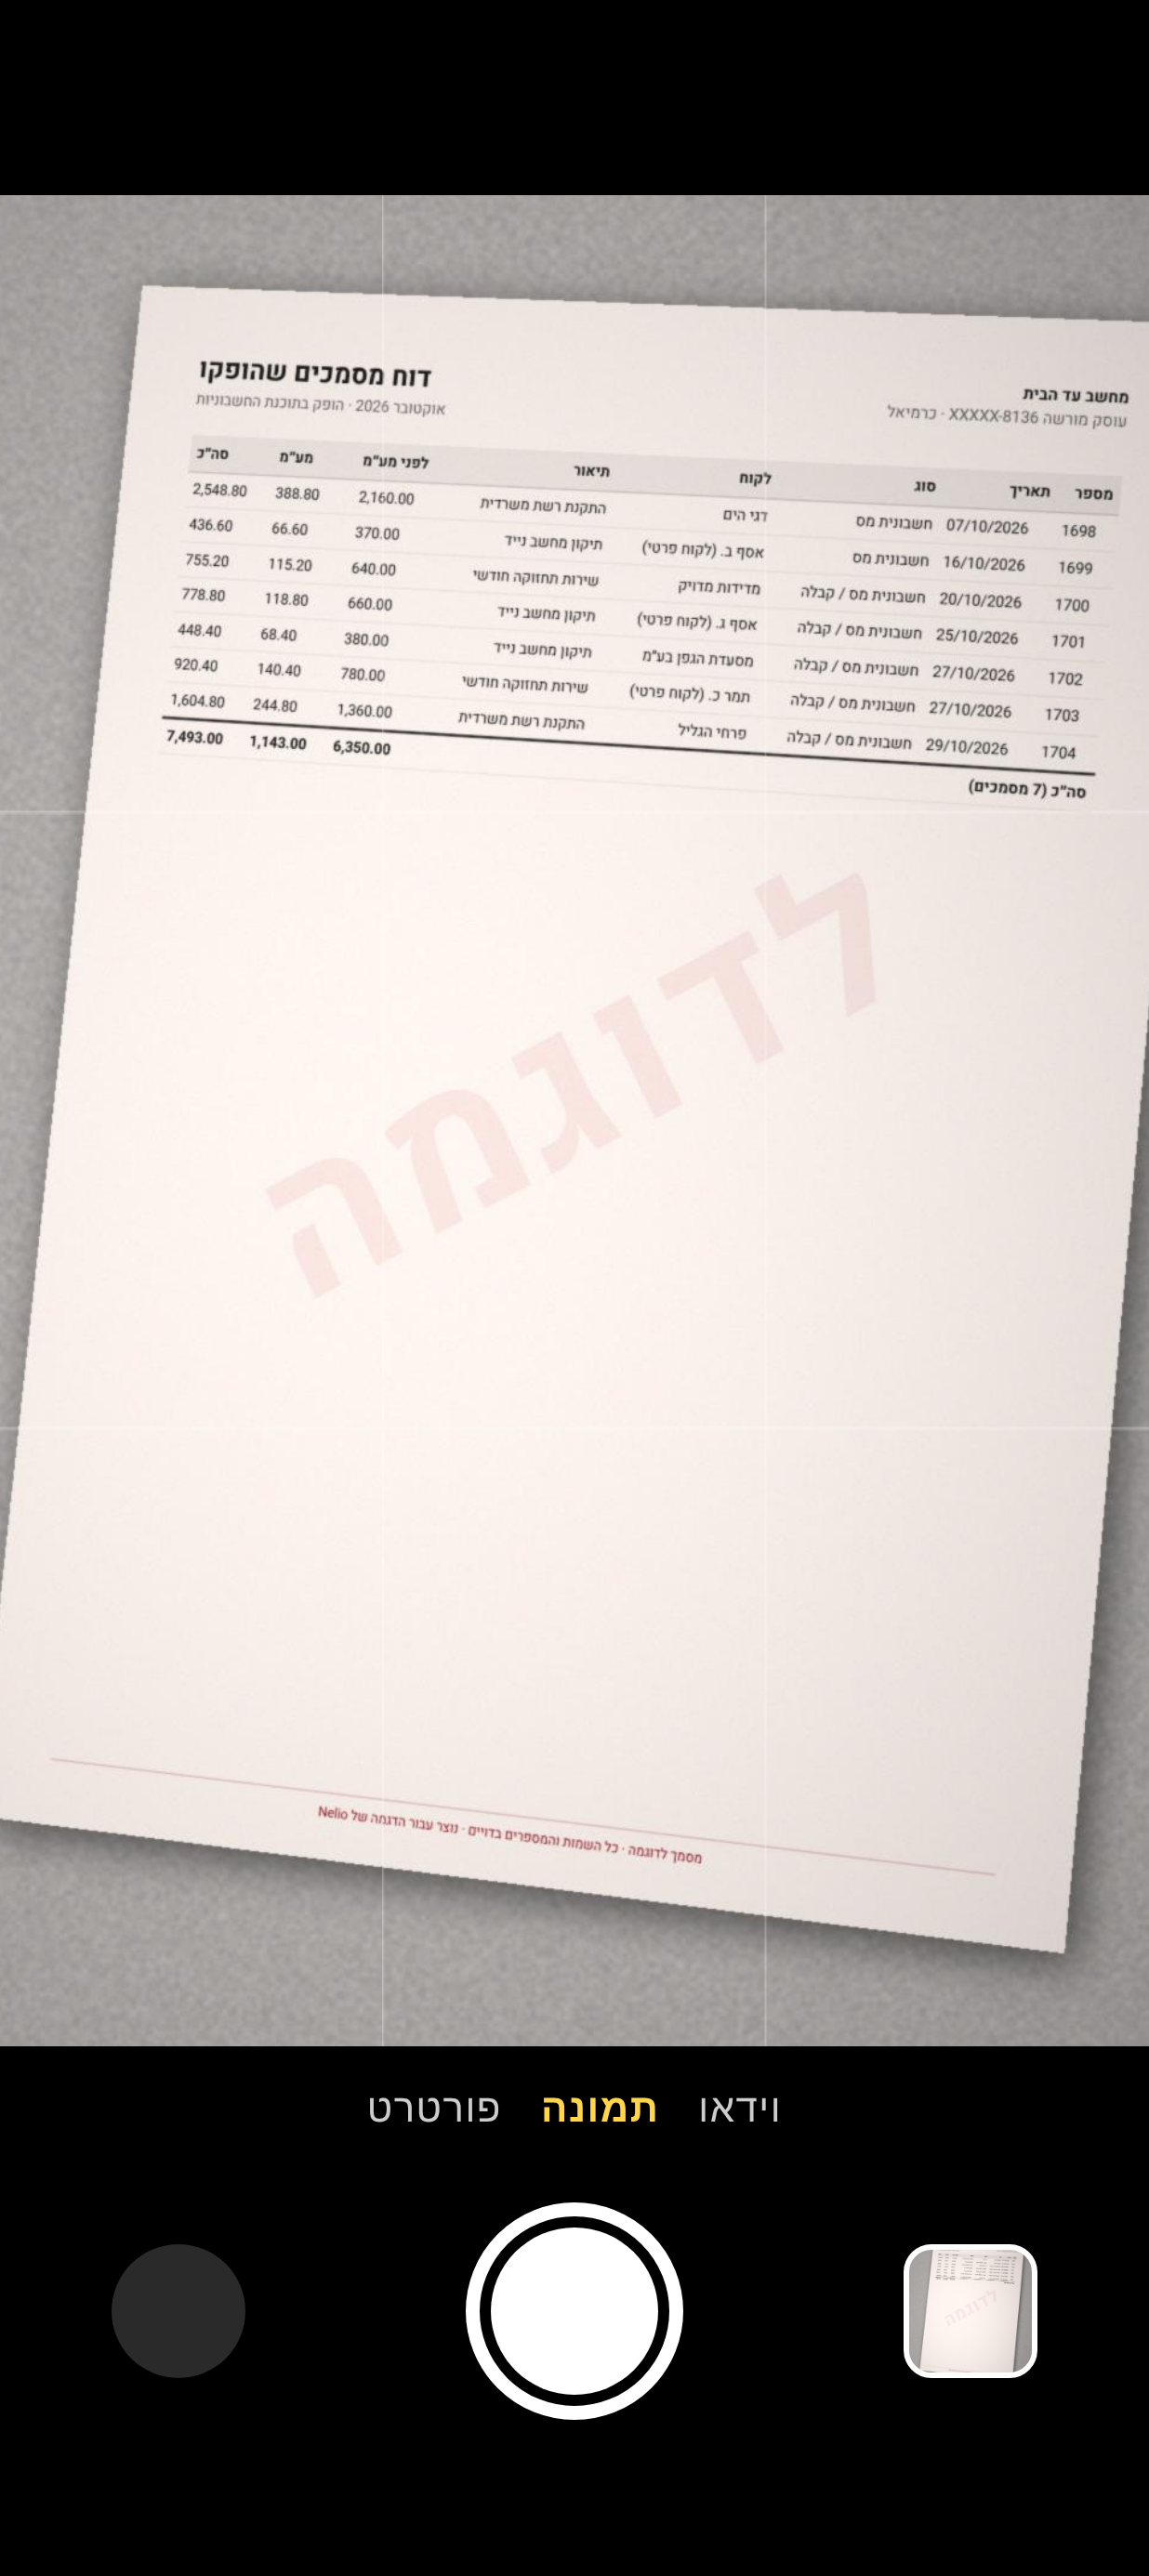 דוח מסמכים שהופקו
אוקטובר 2026 · הופק בתוכנת החשבוניות
מחשב עד הבית
עוסק מורשה XXXXX-8136 · כרמיאל
מספר תאריך סוג לקוח תיאור לפני מע״מ מע״מ סה״כ
1698 07/10/2026 חשבונית מס דגי הים התקנת רשת משרדית 2,160.00 388.80 2,548.80
1699 16/10/2026 חשבונית מס אסף ב. (לקוח פרטי) תיקון מחשב נייד 370.00 66.60 436.60
1700 20/10/2026 חשבונית מס / קבלה מדידות מדויק שירות תחזוקה חודשי 640.00 115.20 755.20
1701 25/10/2026 חשבונית מס / קבלה אסף ג. (לקוח פרטי) תיקון מחשב נייד 660.00 118.80 778.80
1702 27/10/2026 חשבונית מס / קבלה מסעדת הגפן בע״מ תיקון מחשב נייד 380.00 68.40 448.40
1703 27/10/2026 חשבונית מס / קבלה תמר כ. (לקוח פרטי) שירות תחזוקה חודשי 780.00 140.40 920.40
1704 29/10/2026 חשבונית מס / קבלה פרחי הגליל התקנת רשת משרדית 1,360.00 244.80 1,604.80
סה״כ (7 מסמכים) 6,350.00 1,143.00 7,493.00
לדוגמה
מסמך לדוגמה · כל השמות והמספרים בדויים · נוצר עבור הדגמה של Nelio
וידאו תמונה פורטרט
לדוגמה